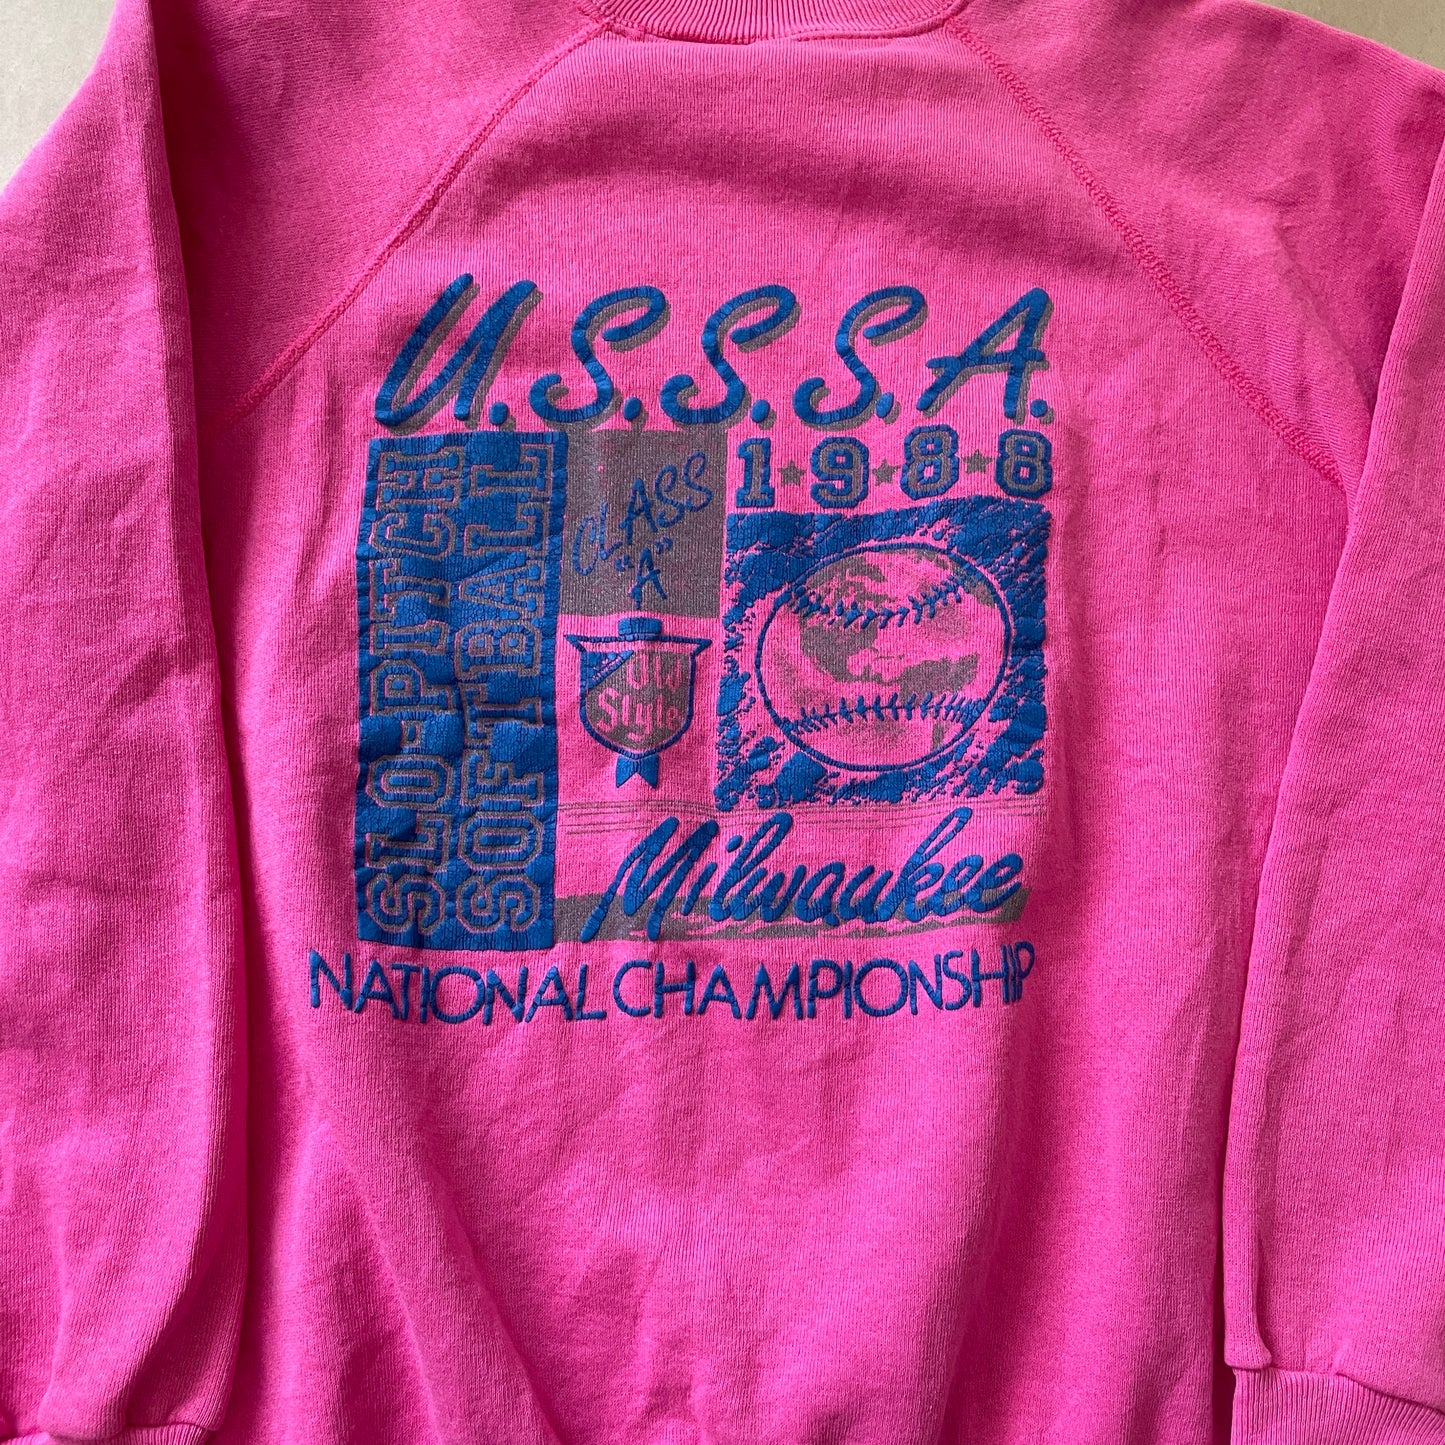 U.S.S.S.A.
1★9★8★8
SLO-PITCH
SOFTBALL
CLASS
"A"
Old
Style
Milwaukee
NATIONAL CHAMPIONSHIP